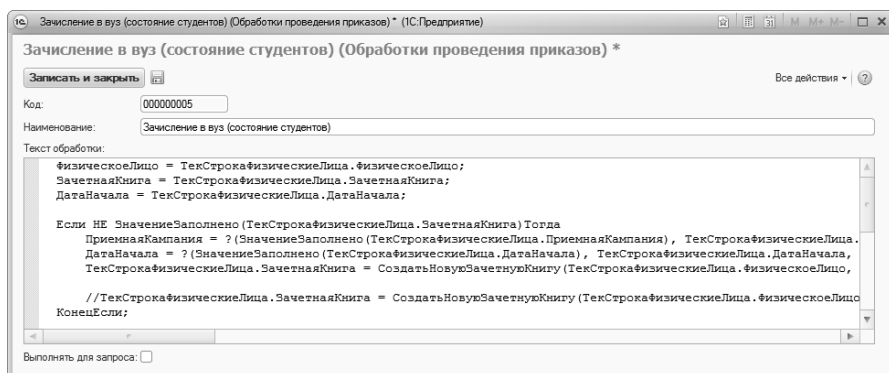 Зачисление в вуз (состояние студентов) (Обработки проведения приказов) * (1С:Предприятие)
M M+ M-
Зачисление в вуз (состояние студентов) (Обработки проведения приказов) *
Записать и закрыть
Все действия
Код: 000000005
Наименование: Зачисление в вуз (состояние студентов)
Текст обработки:
ФизическоеЛицо = ТекСтрокаФизическиеЛица.ФизическоеЛицо;
ЗачетнаяКнига = ТекСтрокаФизическиеЛица.ЗачетнаяКнига;
ДатаНачала = ТекСтрокаФизическиеЛица.ДатаНачала;
Если НЕ ЗначениеЗаполнено(ТекСтрокаФизическиеЛица.ЗачетнаяКнига)Тогда
ПриемнаяКампания = ?(ЗначениеЗаполнено(ТекСтрокаФизическиеЛица.ПриемнаяКампания), ТекСтрокаФизическиеЛица.
ДатаНачала = ?(ЗначениеЗаполнено(ТекСтрокаФизическиеЛица.ДатаНачала), ТекСтрокаФизическиеЛица.ДатаНачала,
ТекСтрокаФизическиеЛица.ЗачетнаяКнига = СоздатьНовуюЗачетнуюКнигу(ТекСтрокаФизическиеЛица.ФизическоеЛицо,
//ТекСтрокаФизическиеЛица.ЗачетнаяКнига = СоздатьНовуюЗачетнуюКнигу(ТекСтрокаФизическиеЛица.ФизическоеЛицо
КонецЕсли;
Выполнять для запроса: